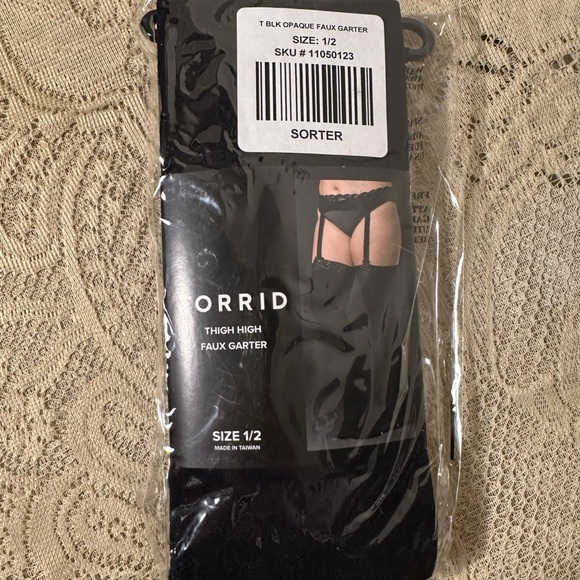 T BLK OPAQUE FAUX GARTER
SIZE: 1/2
SKU # 11050123
SORTER
ORRID
THIGH HIGH
FAUX GARTER
SIZE 1/2
MADE IN TAIWAN